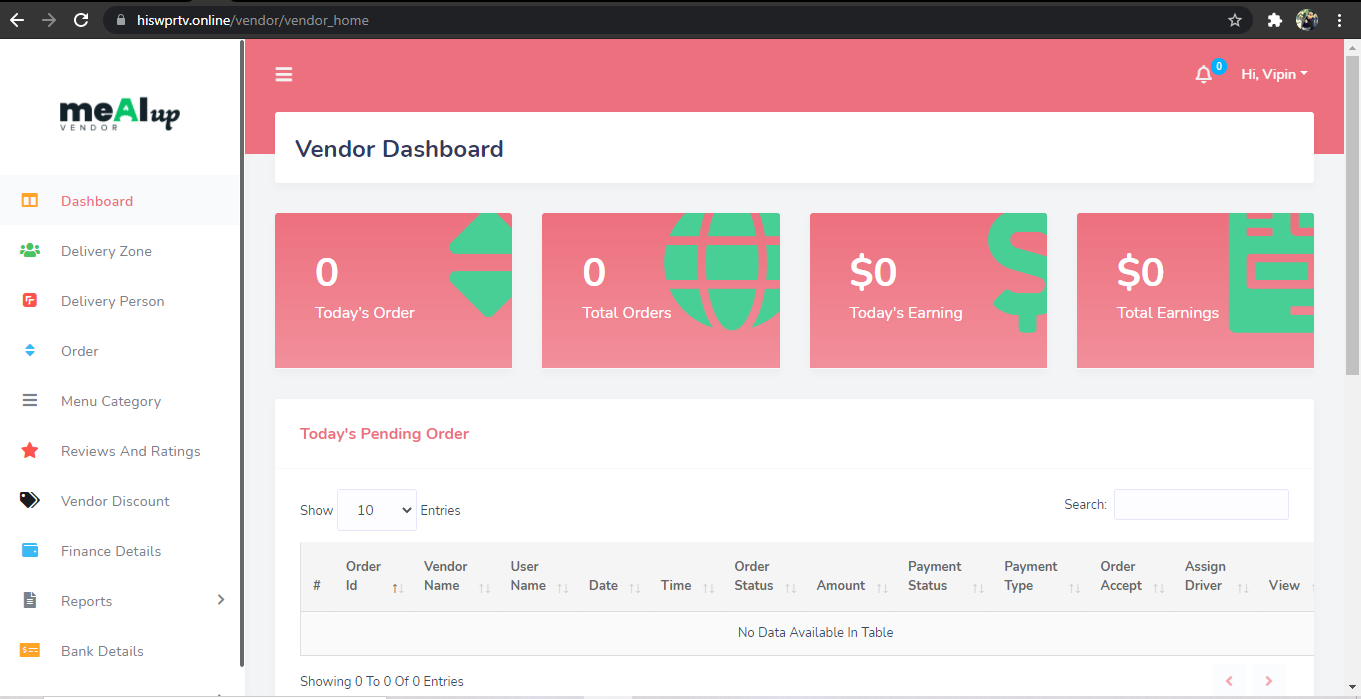 hiswprtv.online/vendor/vendor_home
meAlup
VENDOR
0
Hi, Vipin
Vendor Dashboard
Dashboard
Delivery Zone
Delivery Person
Order
Menu Category
Reviews And Ratings
Vendor Discount
Finance Details
Reports
Bank Details
0
Today's Order
0
Total Orders
$0
Today's Earning
$0
Total Earnings
Today's Pending Order
Show 10 Entries
Search:
# Order Id Vendor Name User Name Date Time Order Status Amount Payment Status Payment Type Order Accept Assign Driver View
No Data Available In Table
Showing 0 To 0 Of 0 Entries